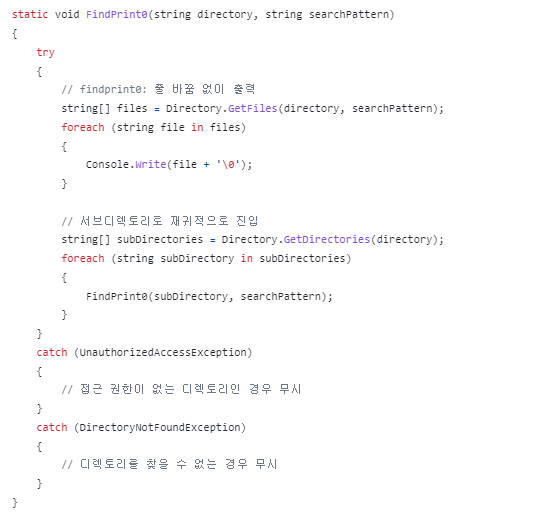 static void FindPrint0(string directory, string searchPattern)
{
try
{
// findprint0: 줄 바꿈 없이 출력
string[] files = Directory.GetFiles(directory, searchPattern);
foreach (string file in files)
{
Console.Write(file + '\0');
}
// 서브디렉토리로 재귀적으로 진입
string[] subDirectories = Directory.GetDirectories(directory);
foreach (string subDirectory in subDirectories)
{
FindPrint0(subDirectory, searchPattern);
}
}
catch (UnauthorizedAccessException)
{
// 접근 권한이 없는 디렉토리인 경우 무시
}
catch (DirectoryNotFoundException)
{
// 디렉토리를 찾을 수 없는 경우 무시
}
}